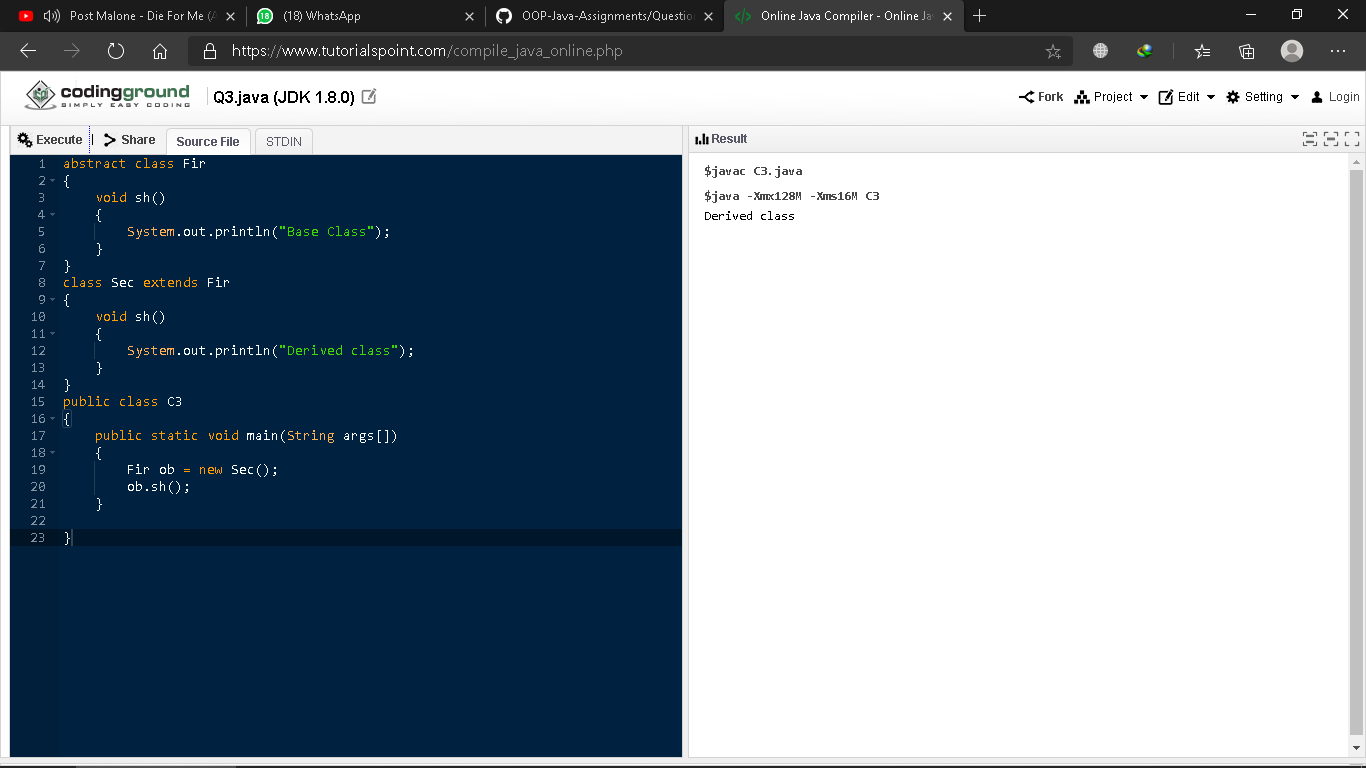 Post Malone - Die For Me (A
(18) WhatsApp
OOP-Java-Assignments/Questio
Online Java Compiler - Online Ja
https://www.tutorialspoint.com/compile_java_online.php
codingground
SIMPLY EASY CODING
Q3.java (JDK 1.8.0)
Fork
Project
Edit
Setting
Login
Execute
Share
Source File
STDIN
Result
1 abstract class Fir
2 {
3 void sh()
4 {
5 System.out.println("Base Class");
6 }
7 }
8 class Sec extends Fir
9 {
10 void sh()
11 {
12 System.out.println("Derived class");
13 }
14 }
15 public class C3
16 {
17 public static void main(String args[])
18 {
19 Fir ob = new Sec();
20 ob.sh();
21 }
22
23 }
$javac C3.java
$java -Xmx128M -Xms16M C3
Derived class